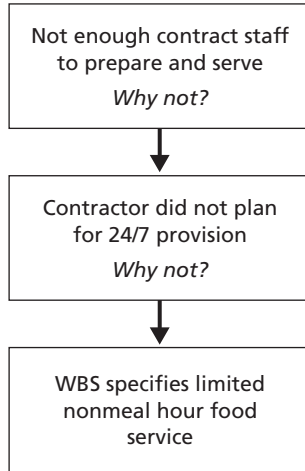 Not enough contract staff
to prepare and serve
Why not?
Contractor did not plan
for 24/7 provision
Why not?
WBS specifies limited
nonmeal hour food
service